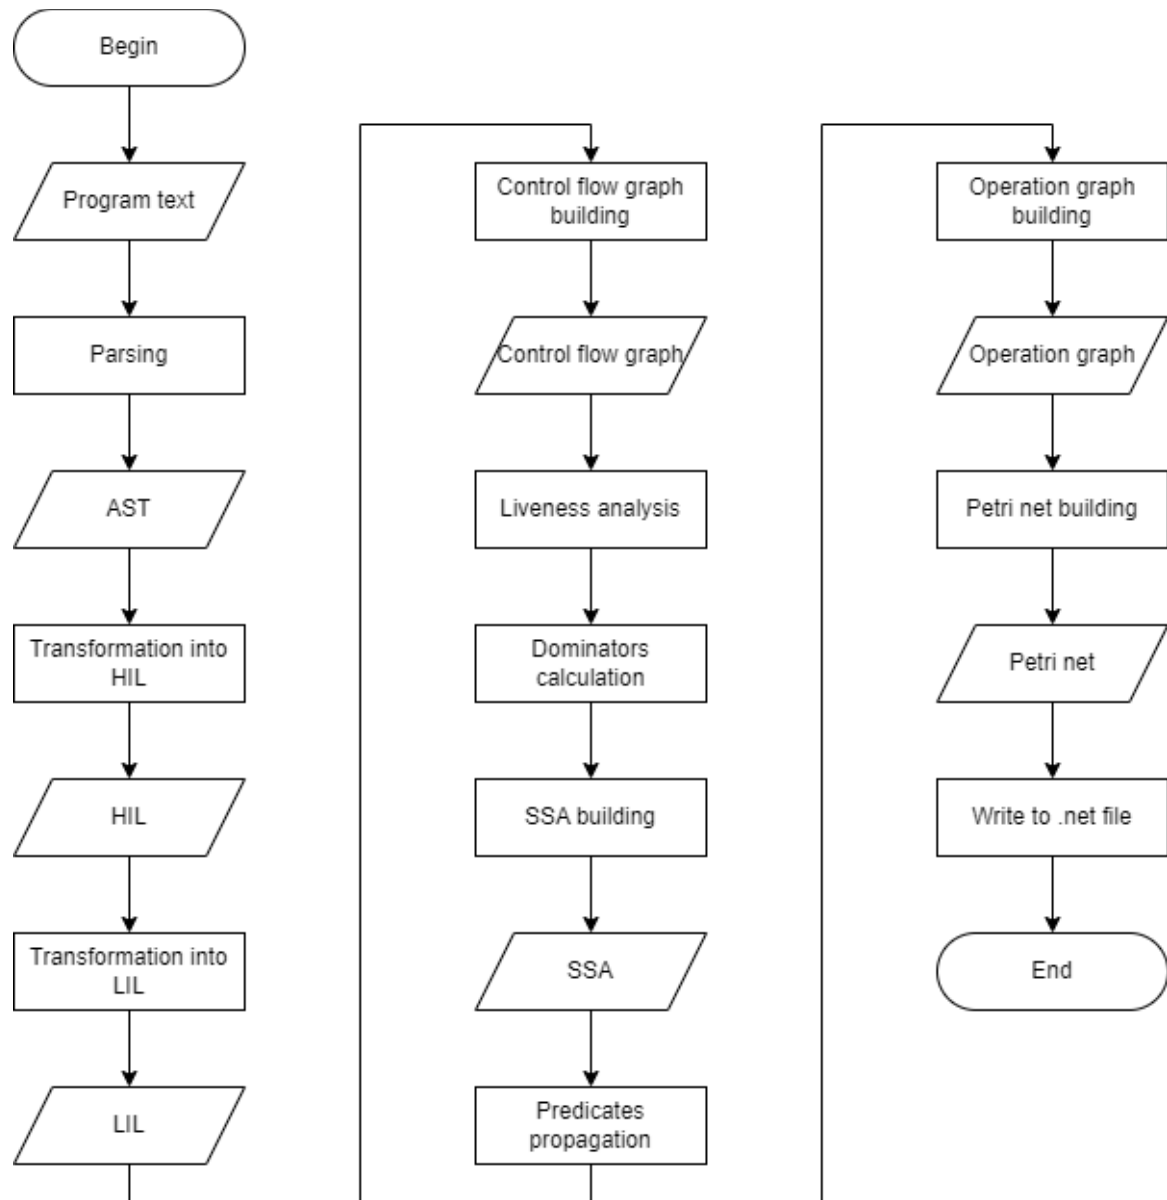 Begin
Program text
Parsing
AST
Transformation into
HIL
HIL
Transformation into
LIL
LIL
Control flow graph
building
Control flow graph
Liveness analysis
Dominators
calculation
SSA building
SSA
Predicates
propagation
Operation graph
building
Operation graph
Petri net building
Petri net
Write to .net file
End